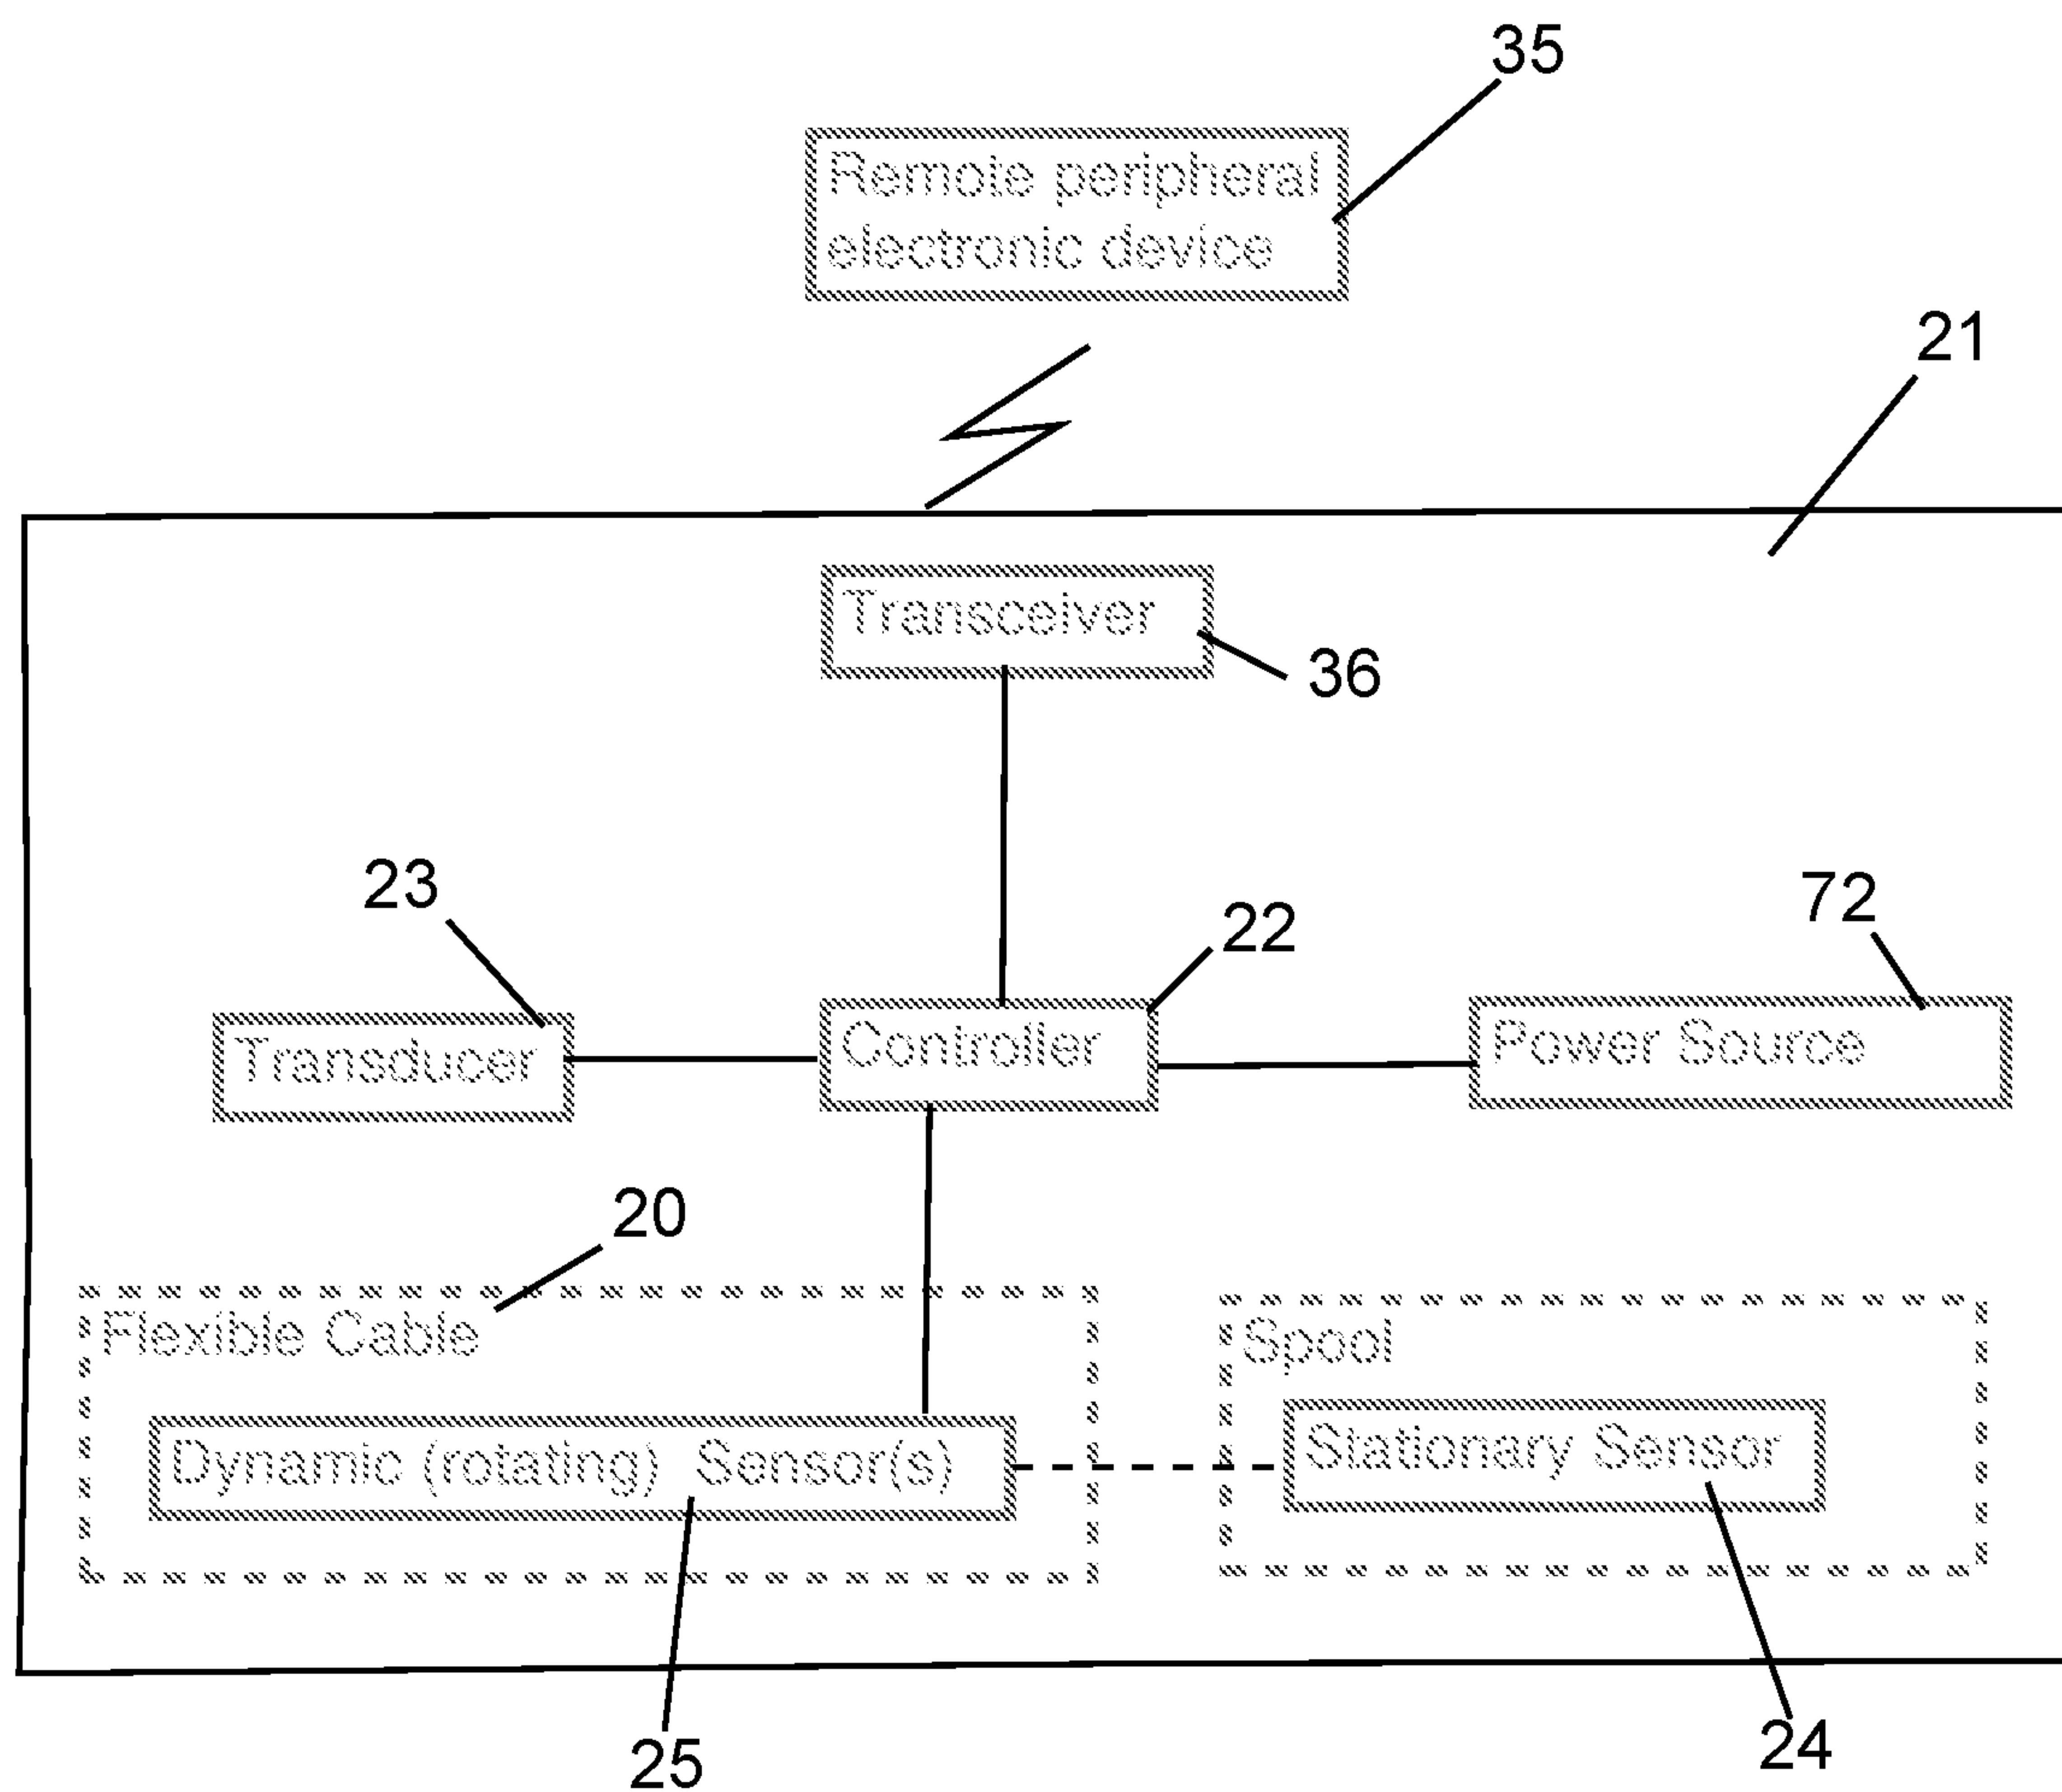 35
Remote peripheral
electronic device
21
Transceiver
36
23
22
72
Transducer
Controller
Power Source
20
Flexible Cable
Spool
Dynamic (rotating) Sensor(s)
Stationary Sensor
25
24